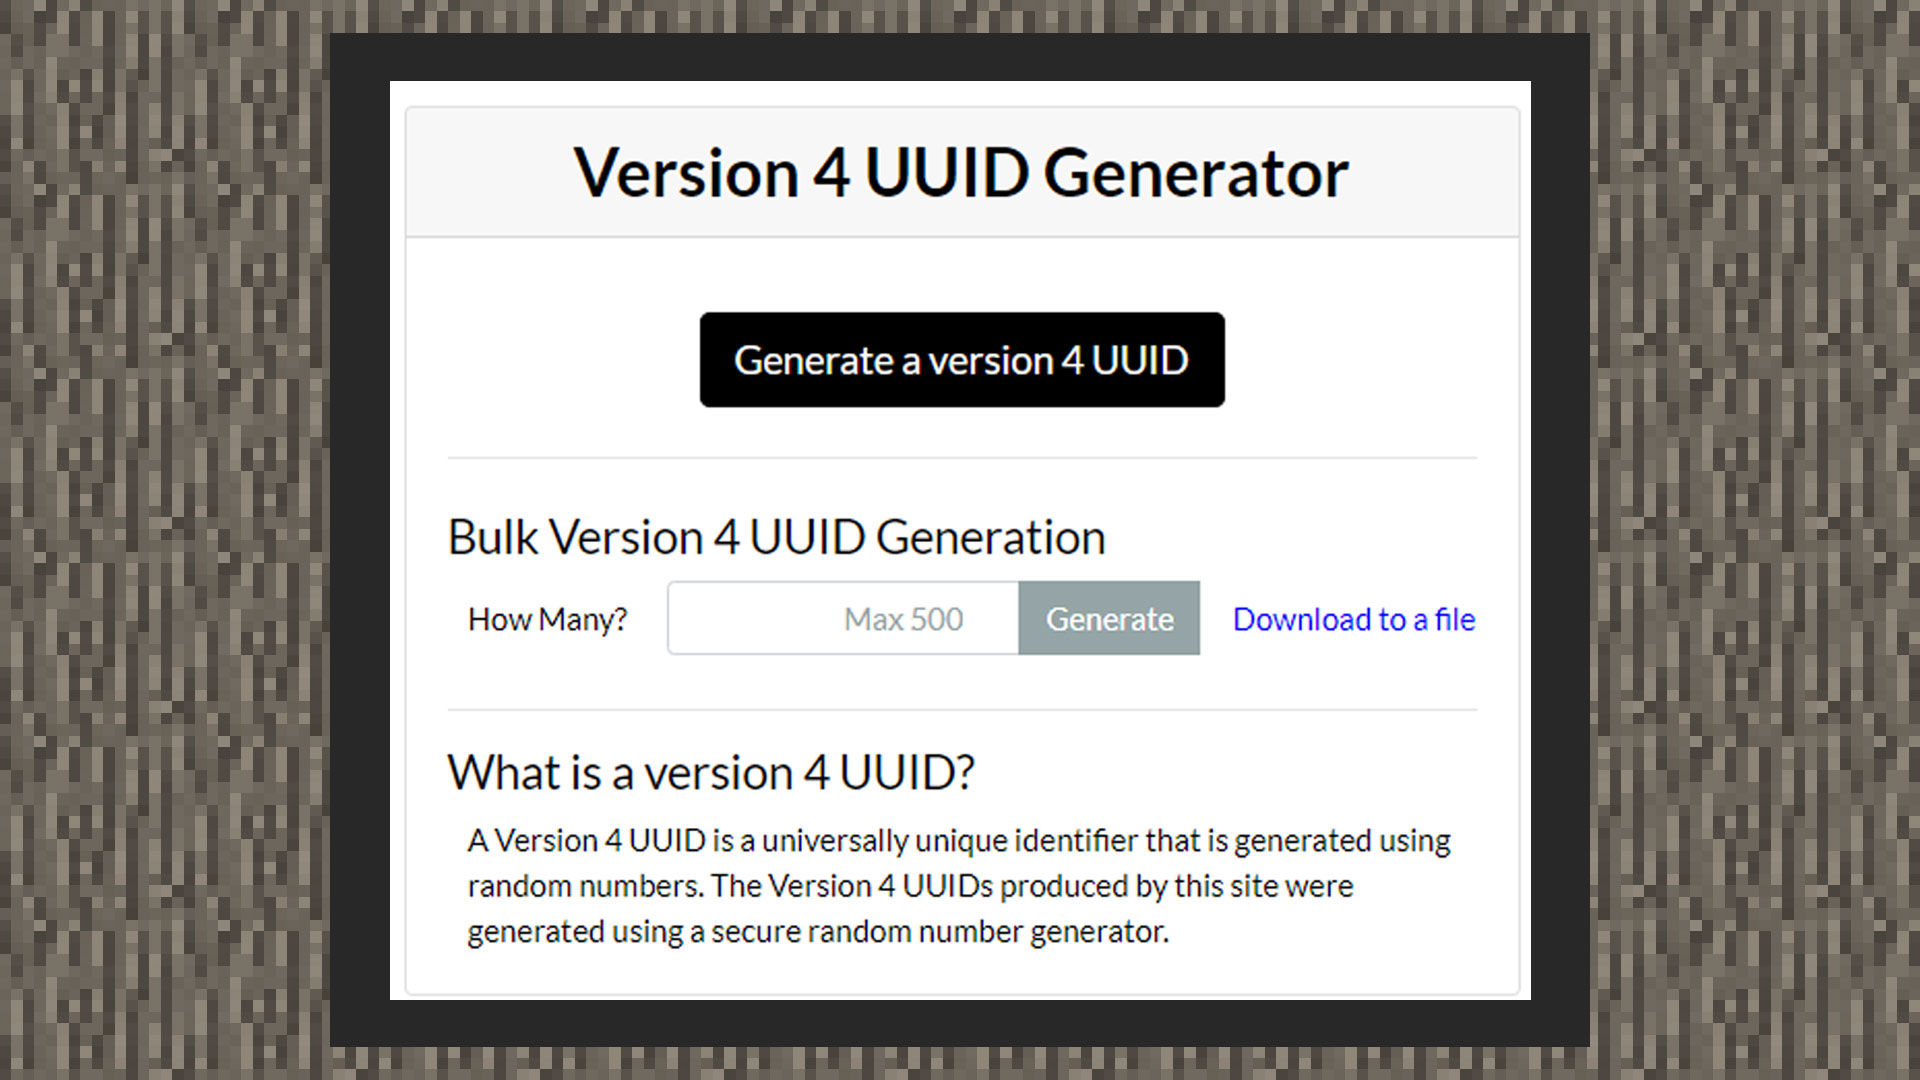 Version 4 UUID Generator
Generate a version 4 UUID
Bulk Version 4 UUID Generation
How Many? Max 500 Generate Download to a file
What is a version 4 UUID?
A Version 4 UUID is a universally unique identifier that is generated using
random numbers. The Version 4 UUIDs produced by this site were
generated using a secure random number generator.